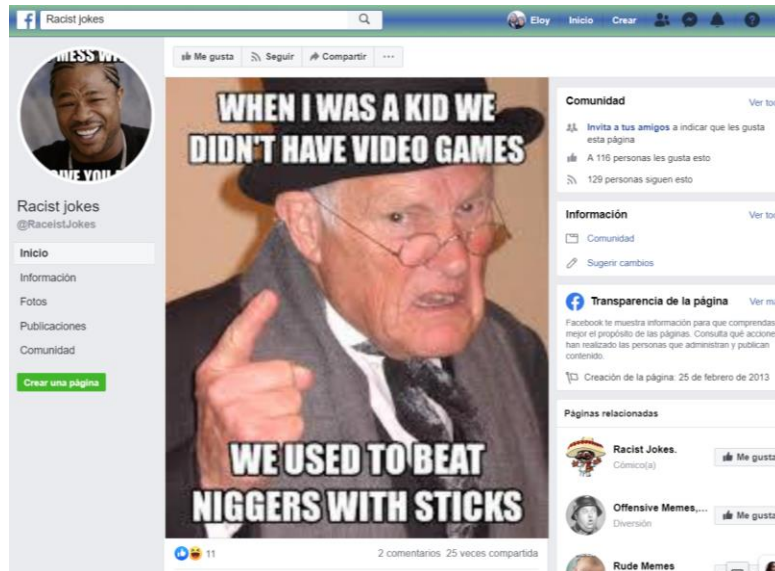 Racist jokes
Eloy Inicio Crear
Me gusta Seguir Compartir ...
MESS WI
Racist jokes
@RaceistJokes
Inicio
Información
Fotos
Publicaciones
Comunidad
Crear una página
WHEN I WAS A KID WE
DIDN'T HAVE VIDEO GAMES
WE USED TO BEAT
NIGGERS WITH STICKS
11
2 comentarios 25 veces compartida
Comunidad
Invita a tus amigos a indicar que les gusta
esta página
A 116 personas les gusta esto
129 personas siguen esto
Información
Comunidad
Sugerir cambios
Transparencia de la página
Facebook te muestra información para que comprendas
mejor el propósito de las páginas. Consulta qué accione
han realizado las personas que administran y publican
contenido.
Creación de la página: 25 de febrero de 2013
Páginas relacionadas
Racist Jokes.
Cómico(a)
Me gusta
Offensive Memes,...
Diversión
Me gusta
Rude Memes